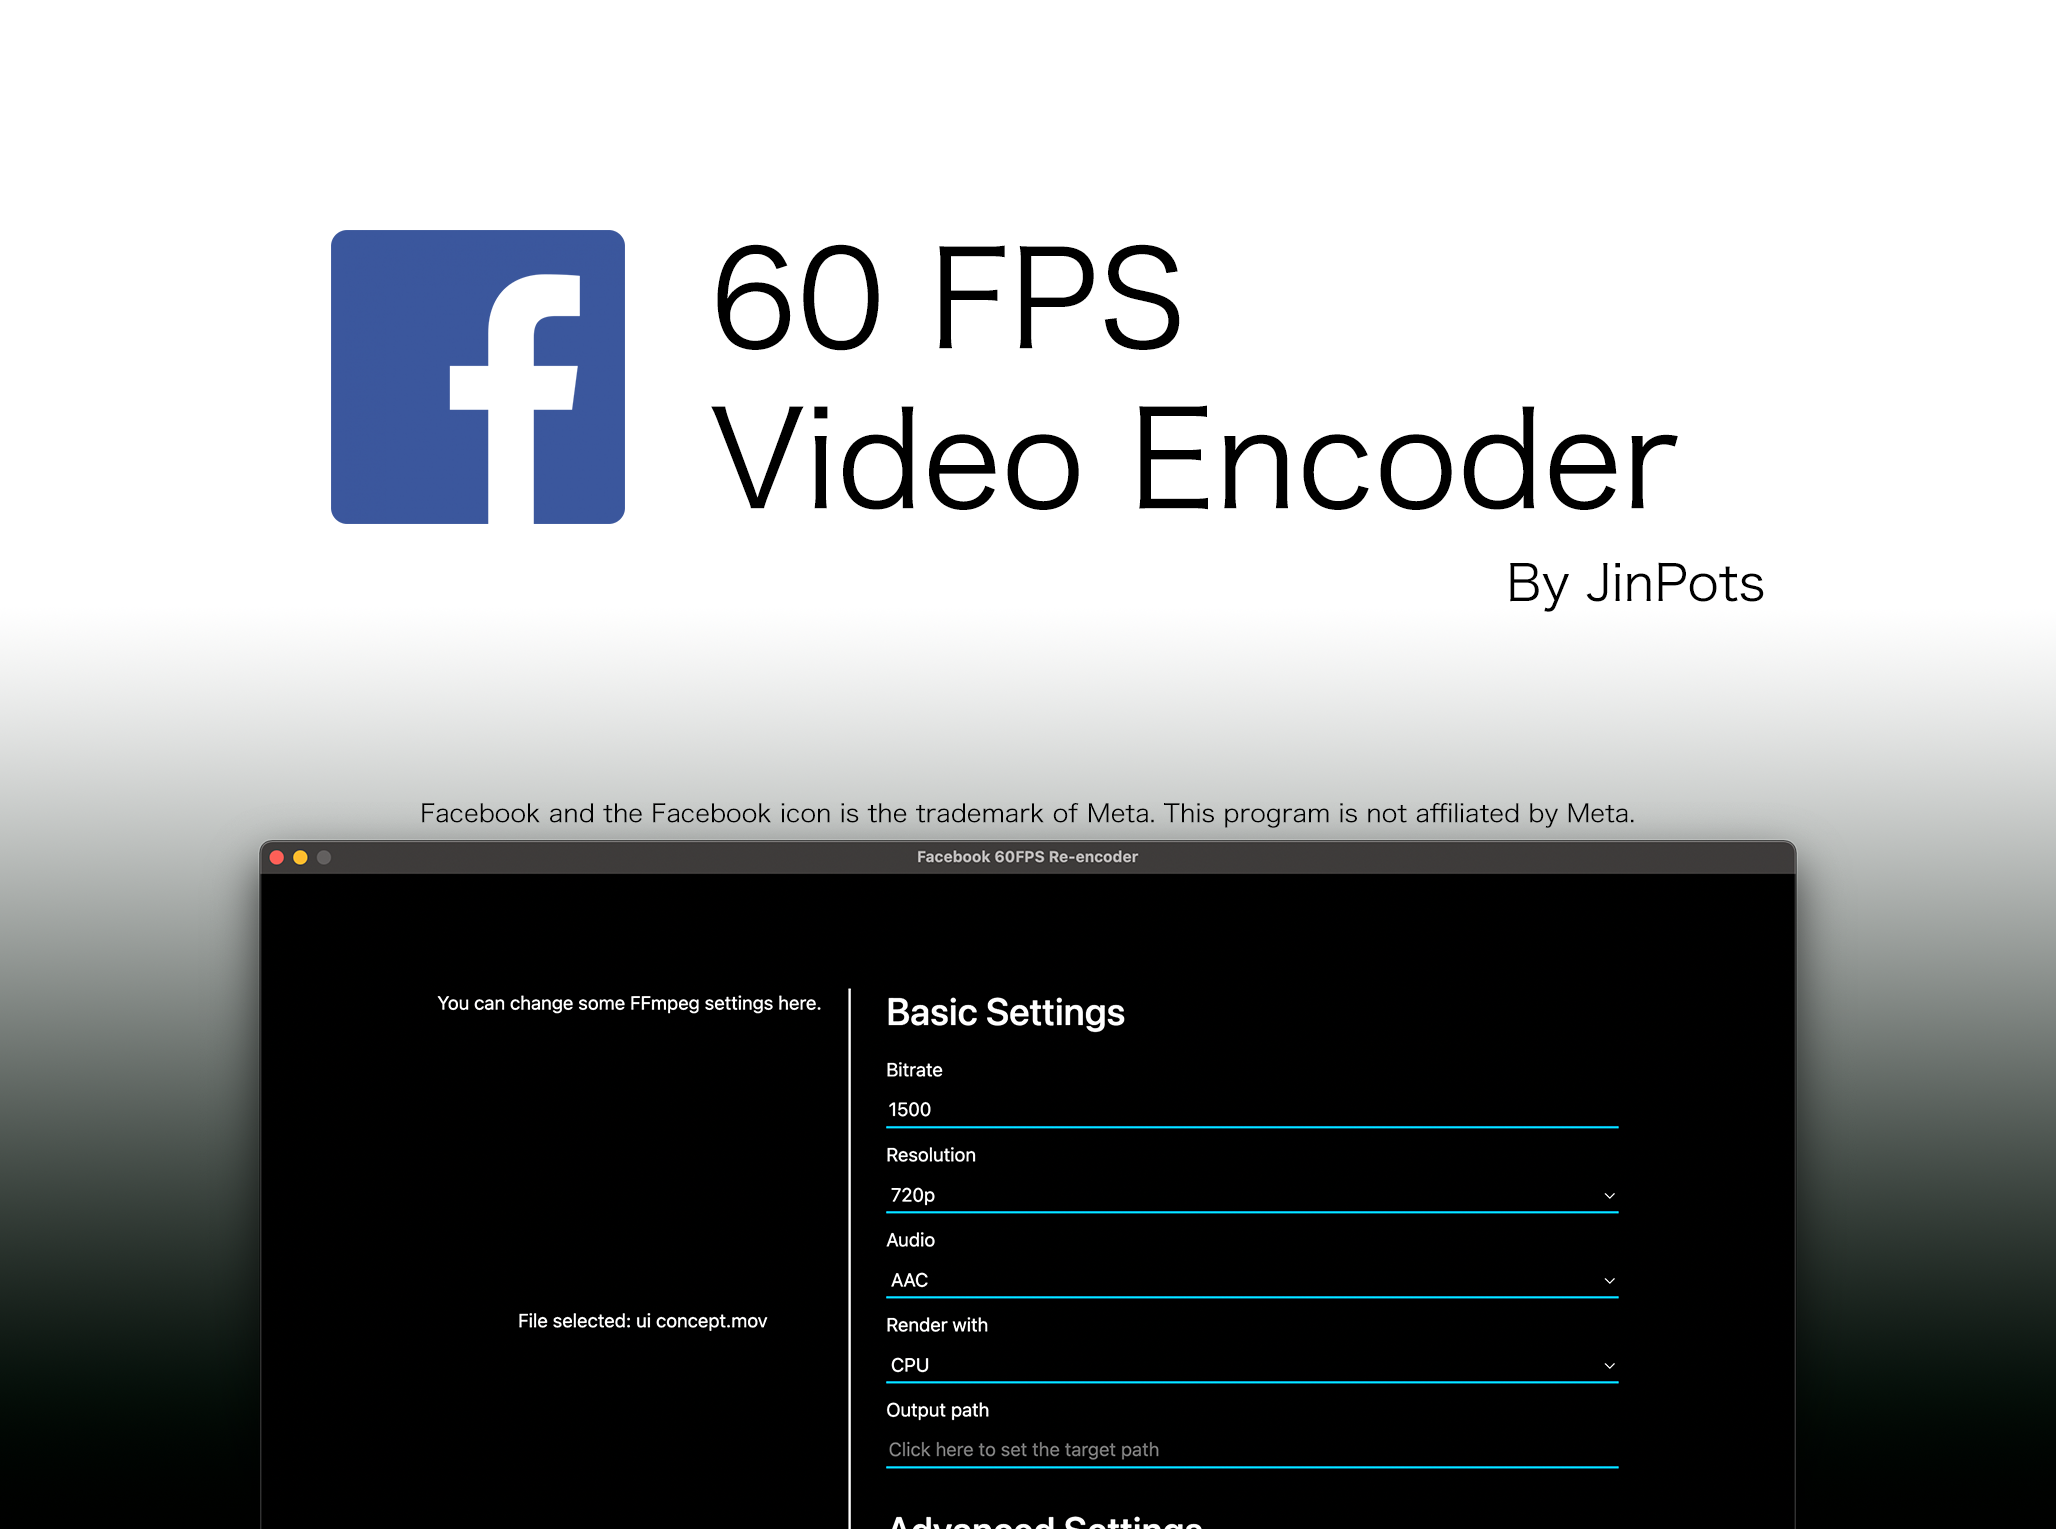 60 FPS
Video Encoder
By JinPots
Facebook and the Facebook icon is the trademark of Meta. This program is not affiliated by Meta.
Facebook 60FPS Re-encoder
You can change some FFmpeg settings here.
File selected: ui concept.mov
Basic Settings
Bitrate
1500
Resolution
720p
Audio
AAC
Render with
CPU
Output path
Click here to set the target path
Advanced Settings